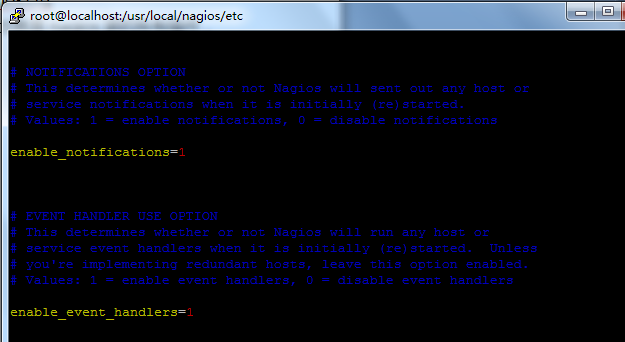 root@localhost:/usr/local/nagios/etc
# NOTIFICATIONS OPTION
# This determines whether or not Nagios will sent out any host or
# service notifications when it is initially (re)started.
# Values: 1 = enable notifications, 0 = disable notifications
enable_notifications=1
# EVENT HANDLER USE OPTION
# This determines whether or not Nagios will run any host or
# service event handlers when it is initially (re)started.  Unless
# you're implementing redundant hosts, leave this option enabled.
# Values: 1 = enable event handlers, 0 = disable event handlers
enable_event_handlers=1